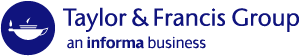 Taylor & Francis Group
an informa business